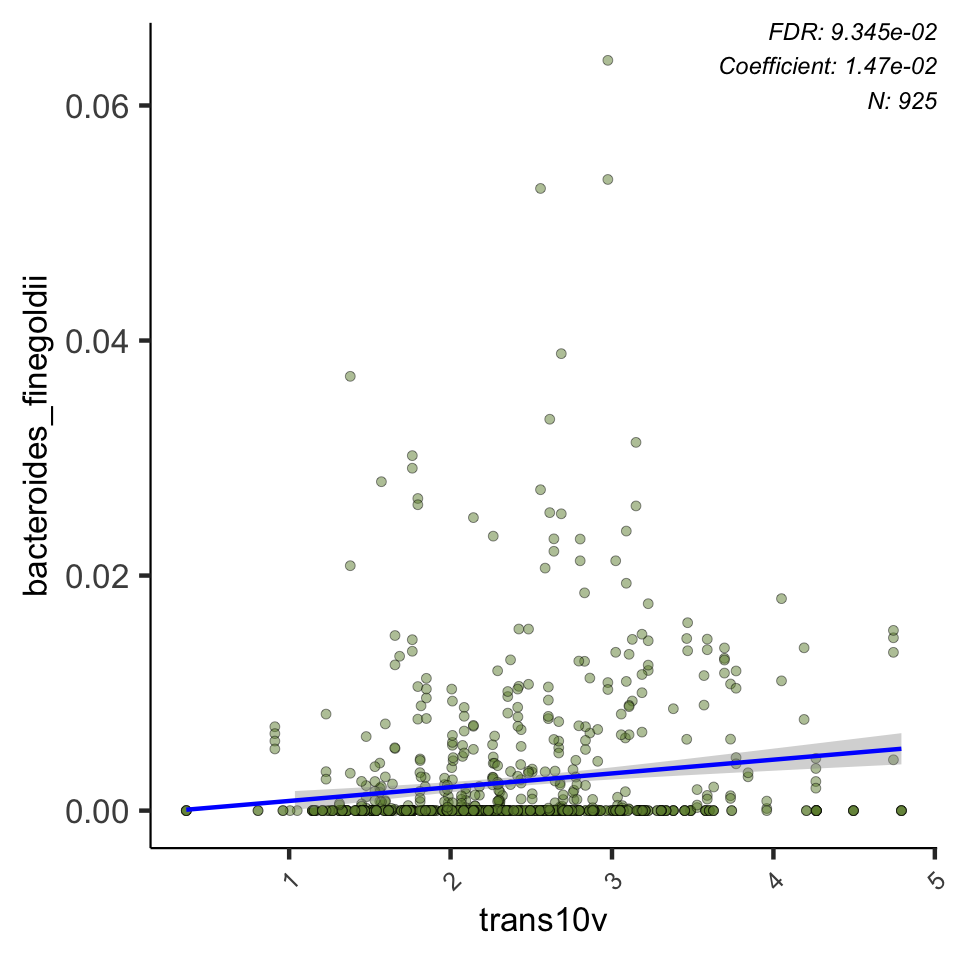 FDR: 9.345e-02
Coefficient: 1.47e-02
N: 925
bacteroides_finegoldii
0.06
0.04
0.02
0.00
1
2
3
4
5
trans10v